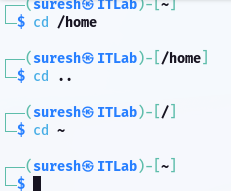 ┌──(suresh㉿ITLab)-[~]
└─$ cd /home
┌──(suresh㉿ITLab)-[/home]
└─$ cd ..
┌──(suresh㉿ITLab)-[/]
└─$ cd ~
┌──(suresh㉿ITLab)-[~]
└─$